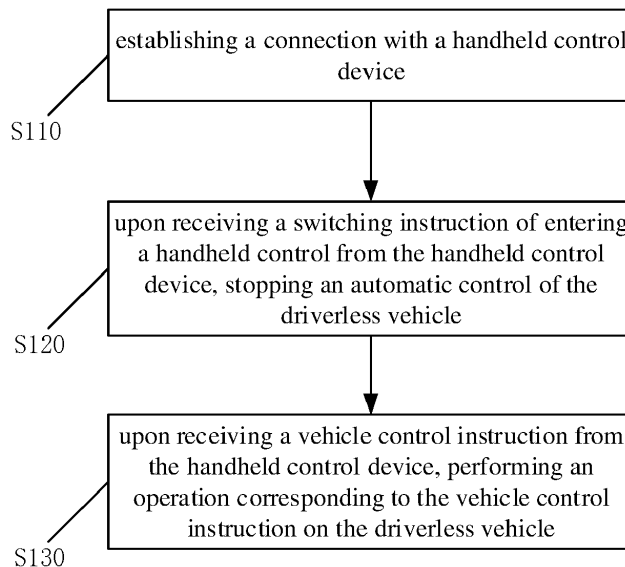 establishing a connection with a handheld control
device
S110
upon receiving a switching instruction of entering
a handheld control from the handheld control
device, stopping an automatic control of the
driverless vehicle
S120
upon receiving a vehicle control instruction from
the handheld control device, performing an
operation corresponding to the vehicle control
instruction on the driverless vehicle
S130